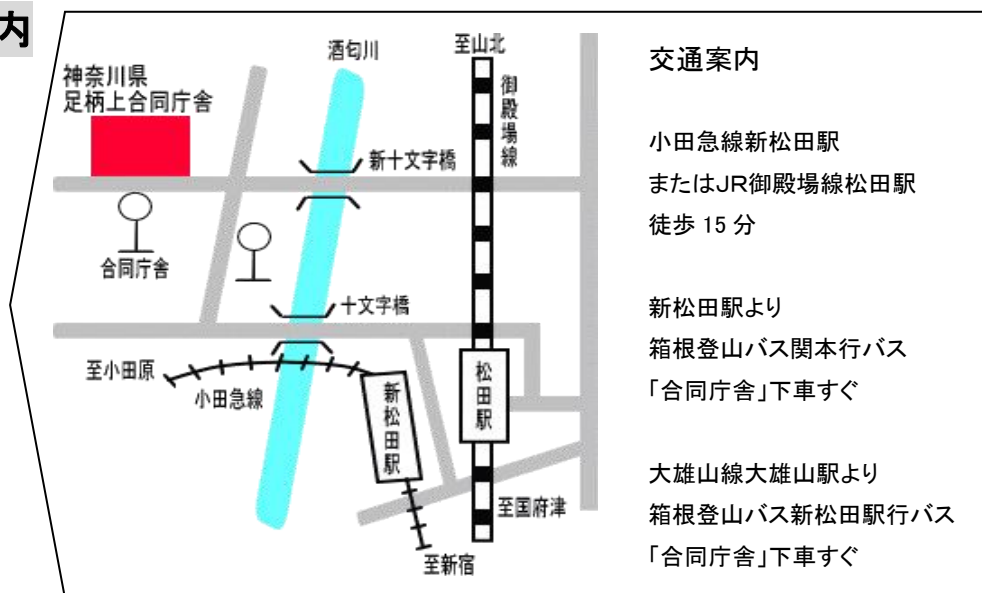 内
神奈川県
足柄上合同庁舎
酒匂川
至山北
御殿場線
新十文字橋
合同庁舎
十文字橋
至小田原
小田急線
新松田駅
松田駅
至国府津
至新宿
交通案内
小田急線新松田駅
またはJR御殿場線松田駅
徒歩 15 分
新松田駅より
箱根登山バス関本行バス
「合同庁舎」下車すぐ
大雄山線大雄山駅より
箱根登山バス新松田駅行バス
「合同庁舎」下車すぐ